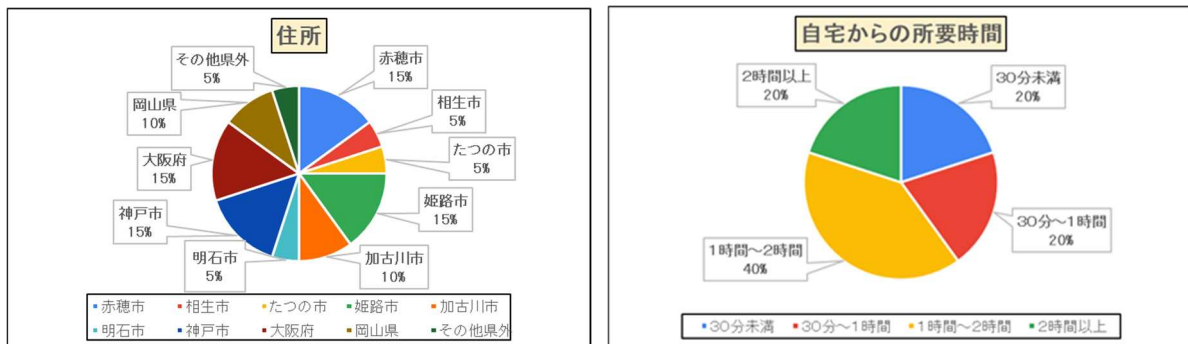 住所
その他県外
5%
赤穂市
15%
岡山県
10%
相生市
5%
大阪府
15%
たつの市
5%
神戸市
15%
姫路市
15%
明石市
5%
加古川市
10%
赤穂市 相生市 たつの市 姫路市 加古川市
明石市 神戸市 大阪府 岡山県 その他県外
自宅からの所要時間
2時間以上
20%
30分未満
20%
1時間～2時間
40%
30分～1時間
20%
30分未満 30分～1時間 1時間～2時間 2時間以上